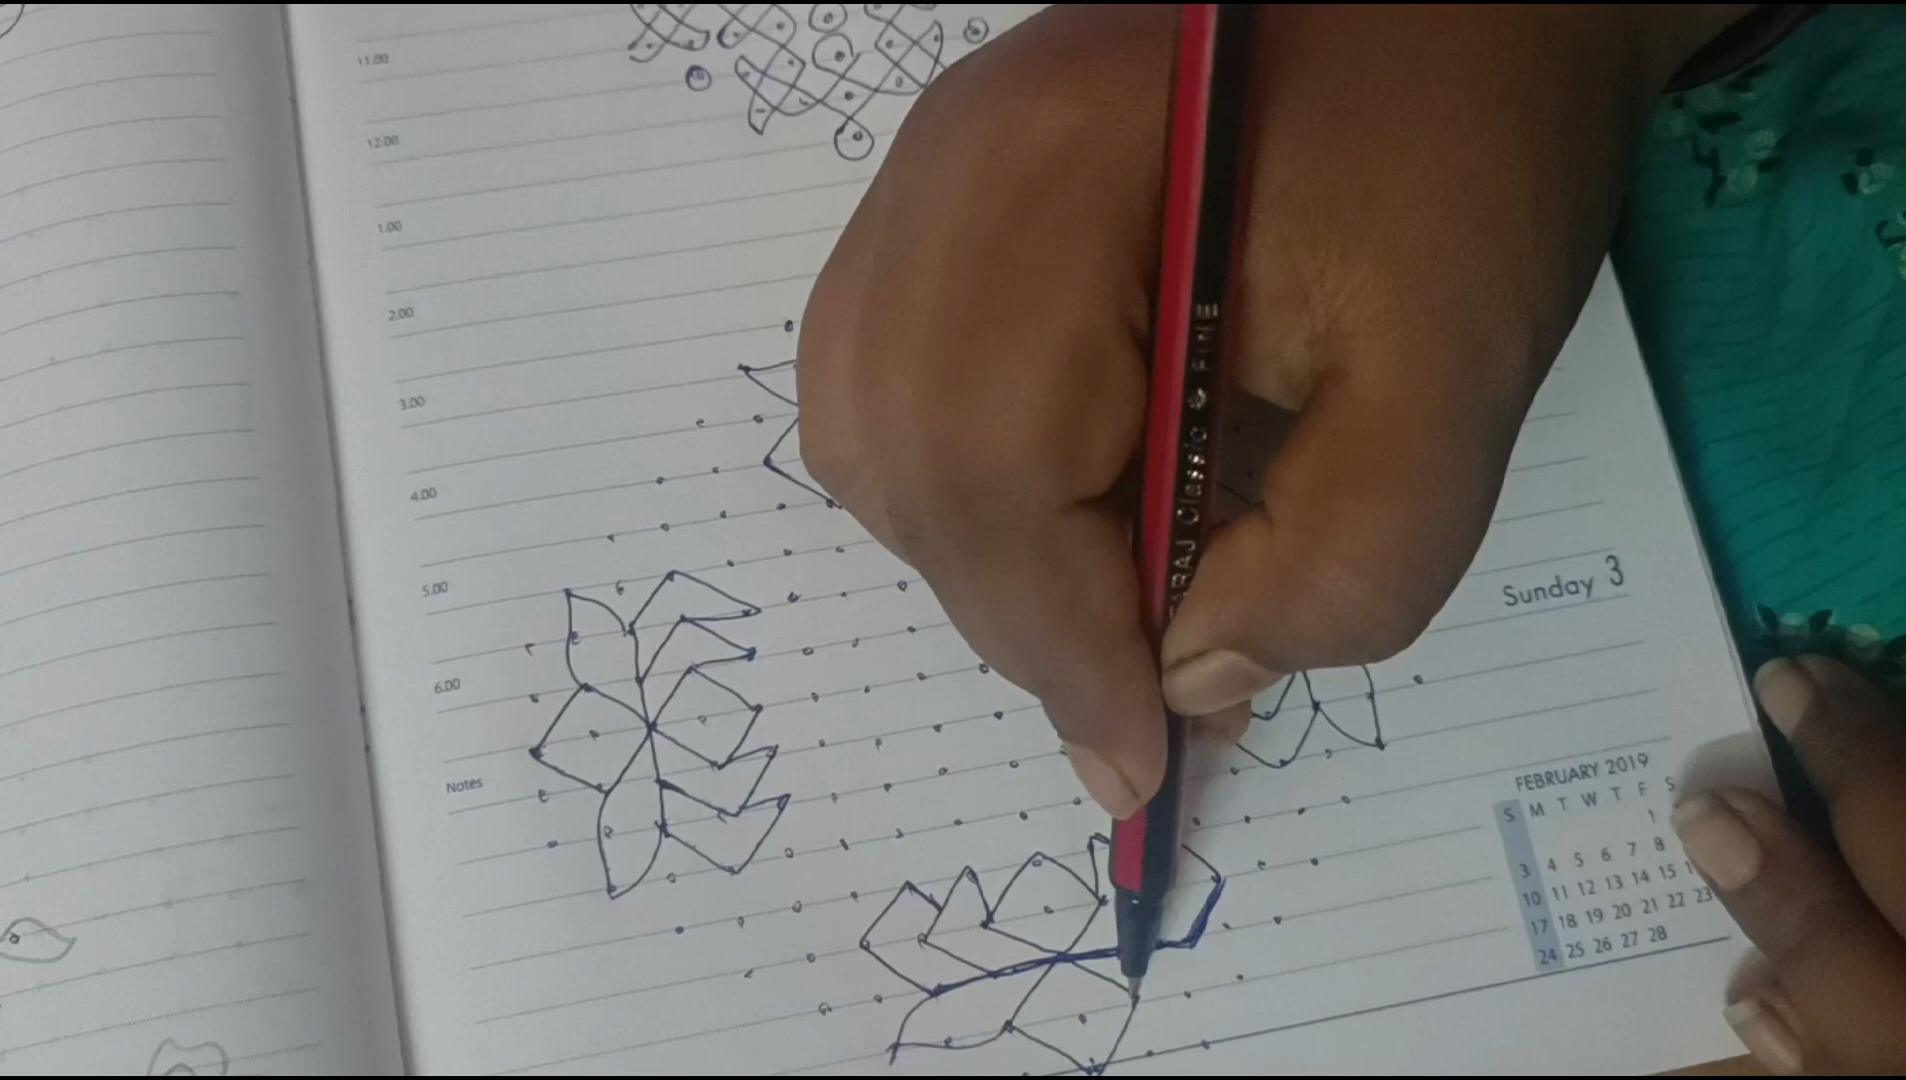 11.00
12.00
1.00
2.00
3.00
4.00
5.00
6.00
Notes
RAJ Classic FINE
Sunday 3
FEBRUARY 2019
S M T W T F S
1
3 4 5 6 7 8
10 11 12 13 14 15
17 18 19 20 21 22 23
24 25 26 27 28